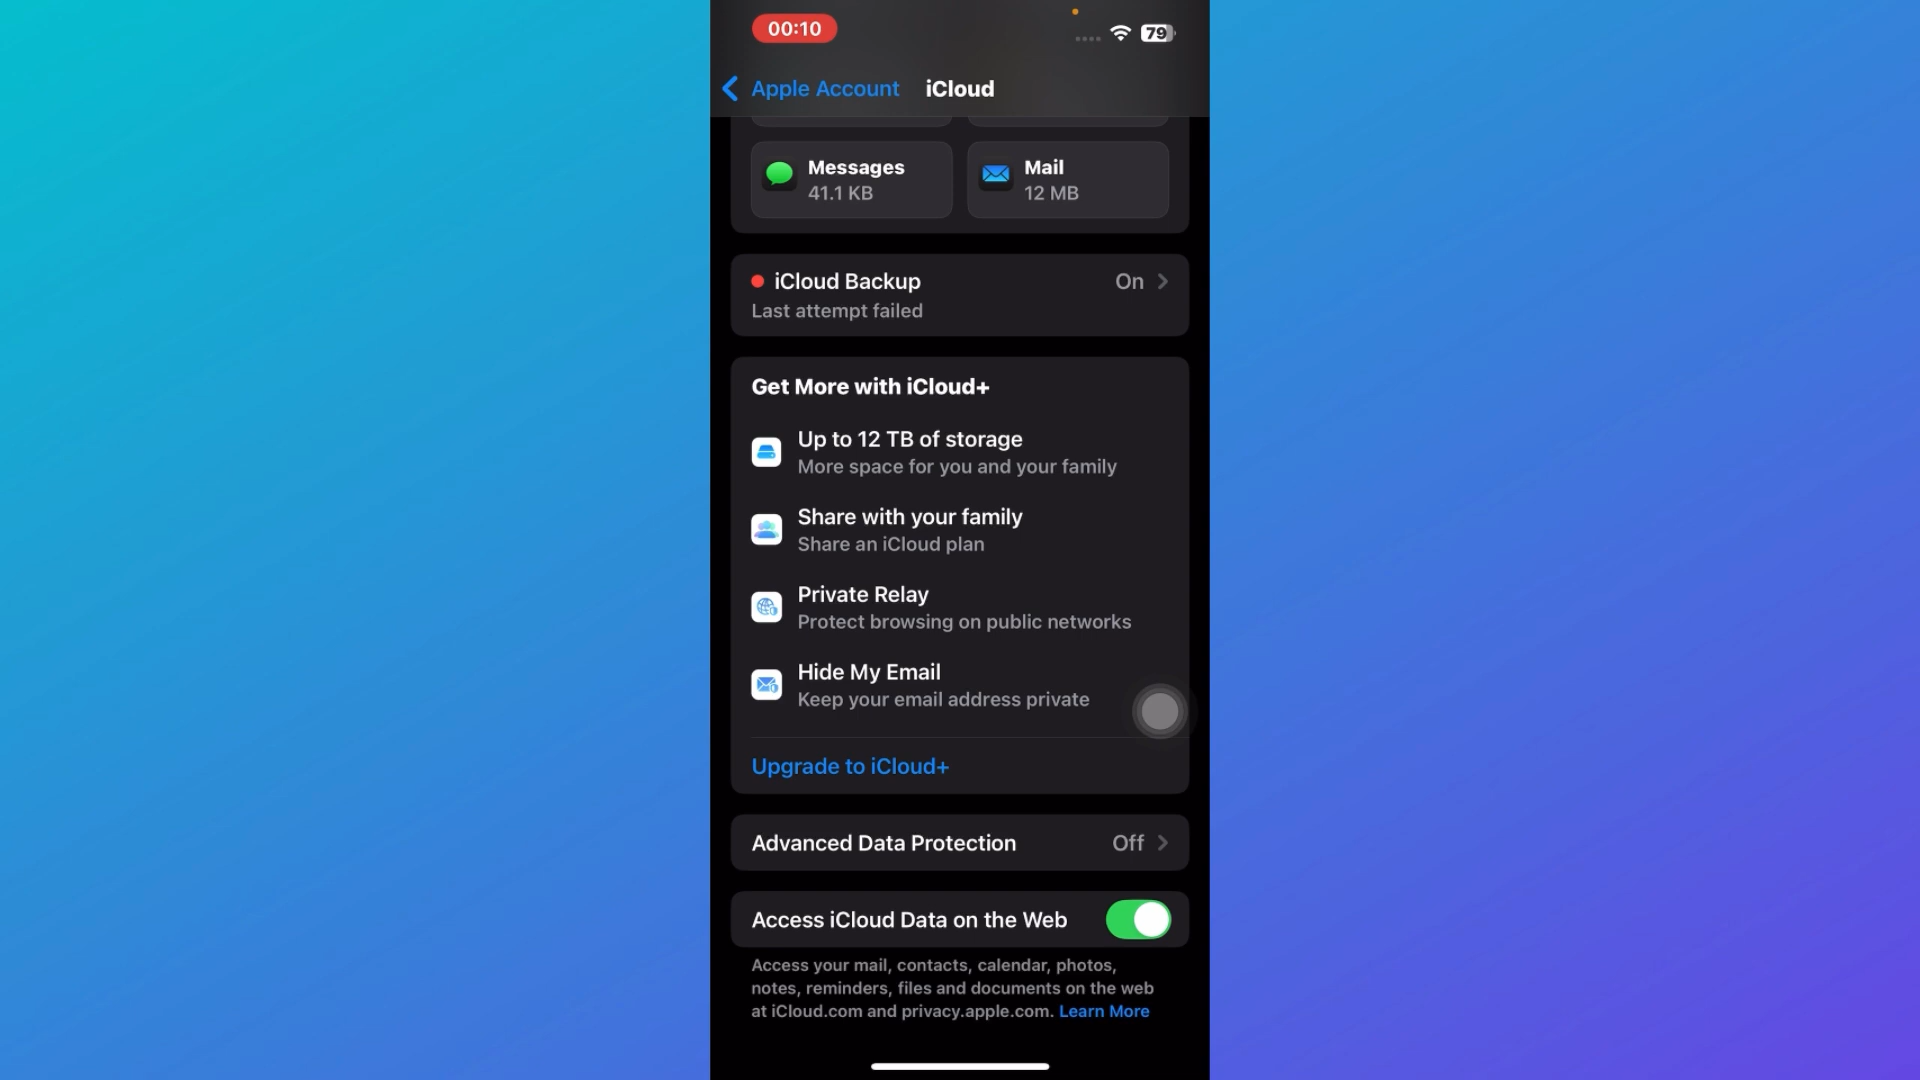 00:10
79
Apple Account
iCloud
Messages
41.1 KB
Mail
12 MB
iCloud Backup
On
Last attempt failed
Get More with iCloud+
Up to 12 TB of storage
More space for you and your family
Share with your family
Share an iCloud plan
Private Relay
Protect browsing on public networks
Hide My Email
Keep your email address private
Upgrade to iCloud+
Advanced Data Protection
Off
Access iCloud Data on the Web
Access your mail, contacts, calendar, photos,
notes, reminders, files and documents on the web
at iCloud.com and privacy.apple.com. Learn More